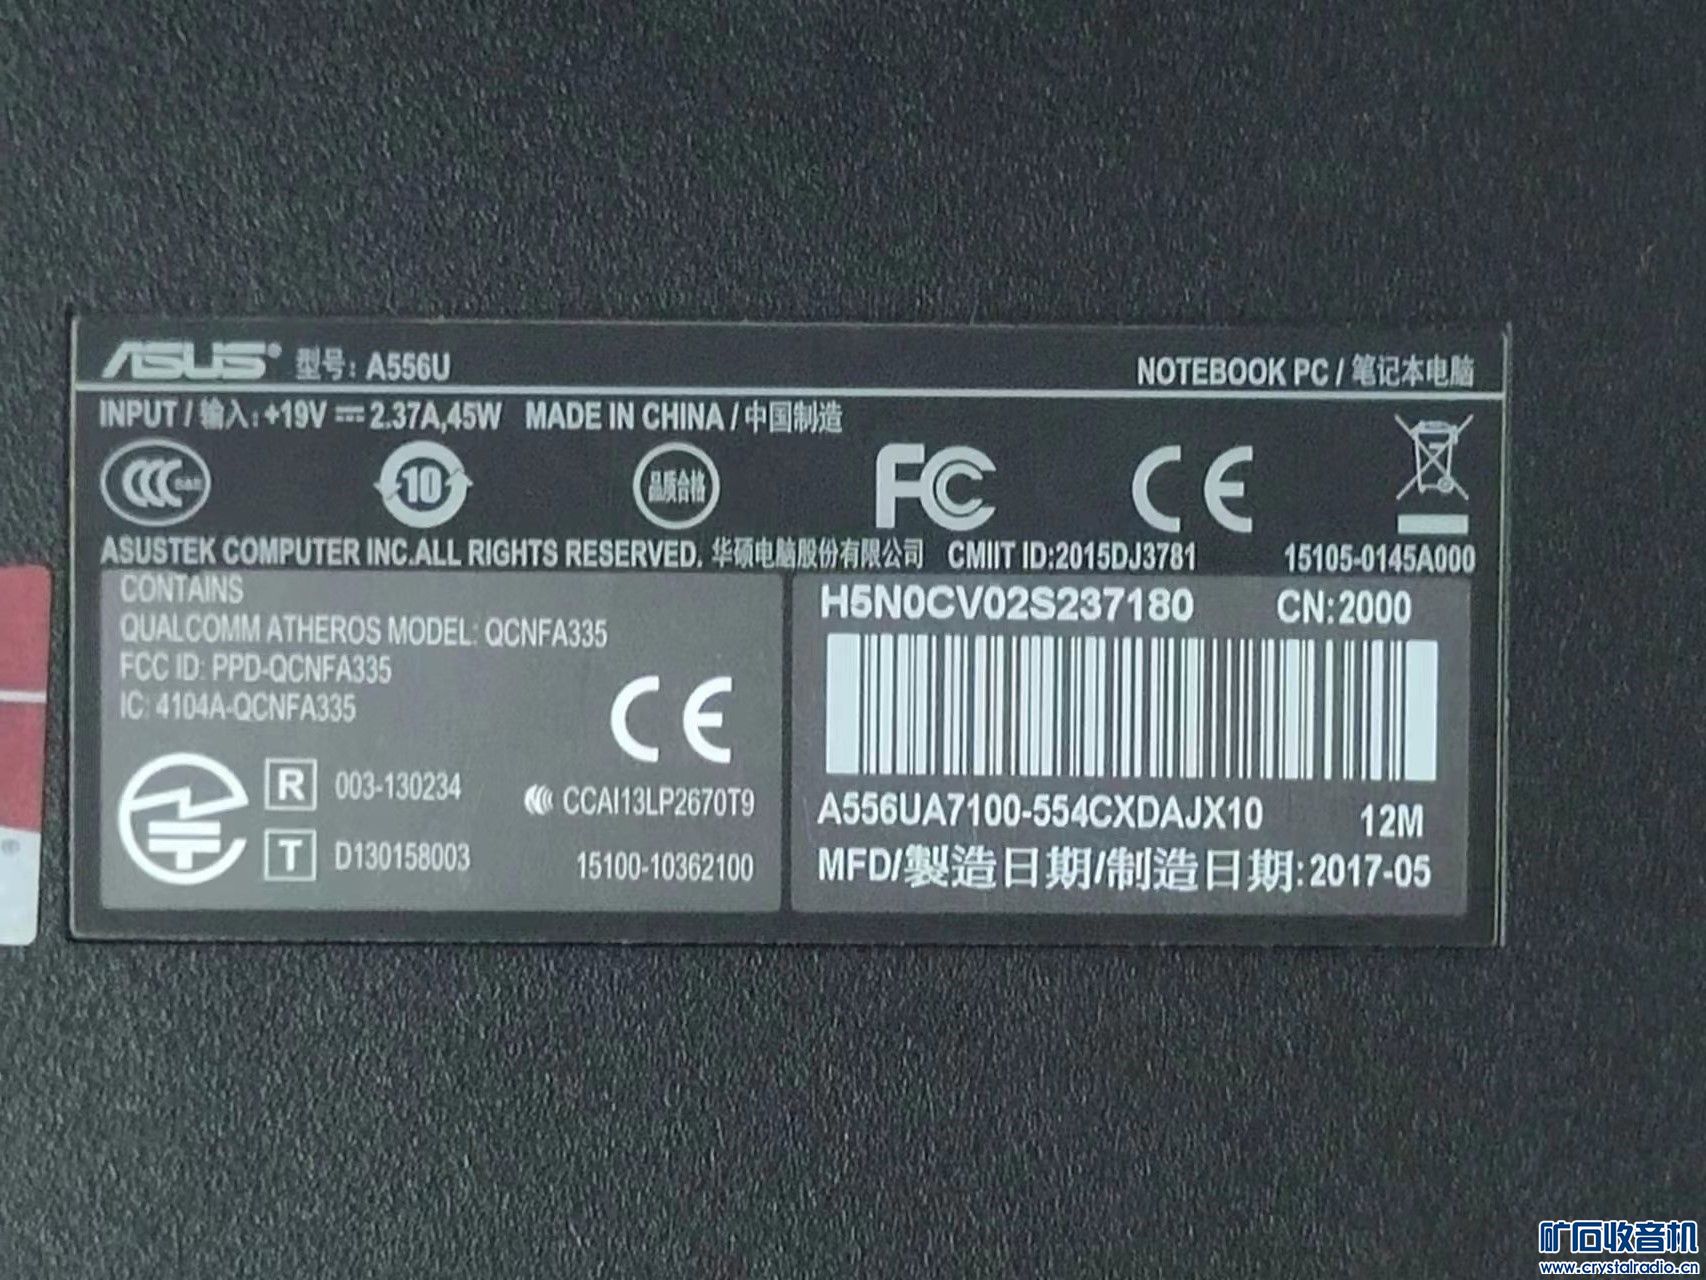 ASUS® 型号: A556U
NOTEBOOK PC / 笔记本电脑
INPUT / 输入: +19V ⎓ 2.37A,45W MADE IN CHINA / 中国制造
10
品质合格
FC
CE
ASUSTEK COMPUTER INC.ALL RIGHTS RESERVED. 华硕电脑股份有限公司 CMIIT ID:2015DJ3781 15105-0145A000
CONTAINS
QUALCOMM ATHEROS MODEL: QCNFA335
FCC ID: PPD-QCNFA335
IC: 4104A-QCNFA335
CE
R 003-130234
CCAI13LP2670T9
T D130158003
15100-10362100
H5N0CV02S237180 CN:2000
A556UA7100-554CXDAJX10 12M
MFD/製造日期/制造日期:2017-05
矿石收音机
www.crystalradio.cn